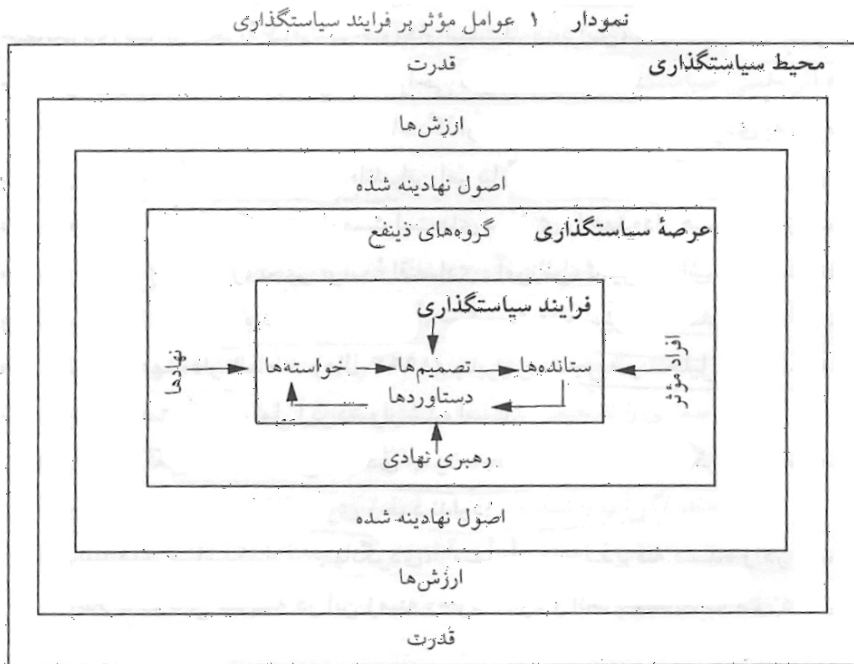 نمودار ۱ عوامل مؤثر بر فرایند سیاستگذاری
محیط سیاستگذاری قدرت
ارزش‌ها
اصول نهادینه شده
عرصهٔ سیاستگذاری گروه‌های ذینفع
فرایند سیاستگذاری
افراد مؤثر
ستانده‌ها تصمیم‌ها خواسته‌ها
نهادها
دستاوردها
رهبری نهادی
اصول نهادینه شده
ارزش‌ها
قدرت